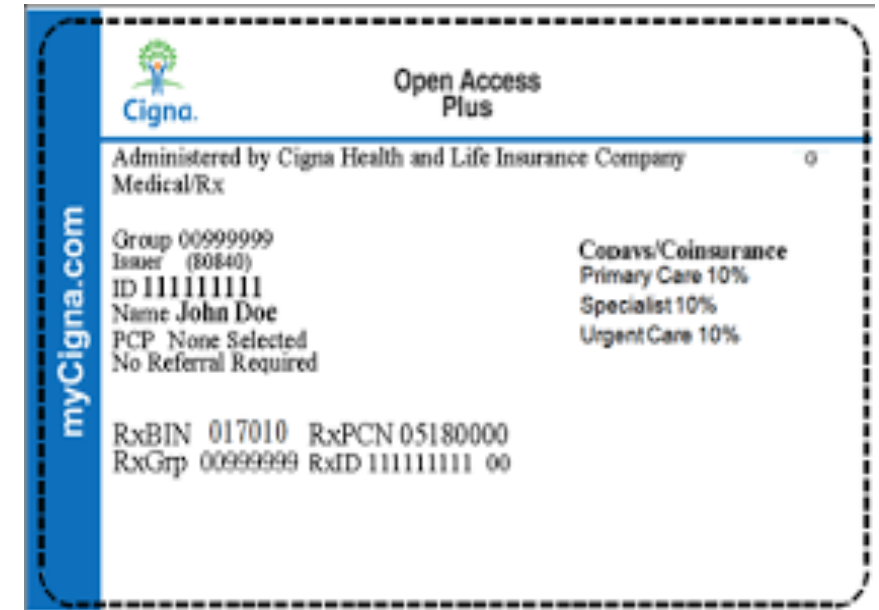 Cigna.
Open Access
Plus
Administered by Cigna Health and Life Insurance Company
Medical/Rx
Group 00999999
Issuer (80840)
ID 111111111
Name John Doe
PCP None Selected
No Referral Required
Copays/Coinsurance
Primary Care 10%
Specialist 10%
Urgent Care 10%
RxBIN 017010 RxPCN 05180000
RxGrp 00999999 RxID 111111111 00
myCigna.com